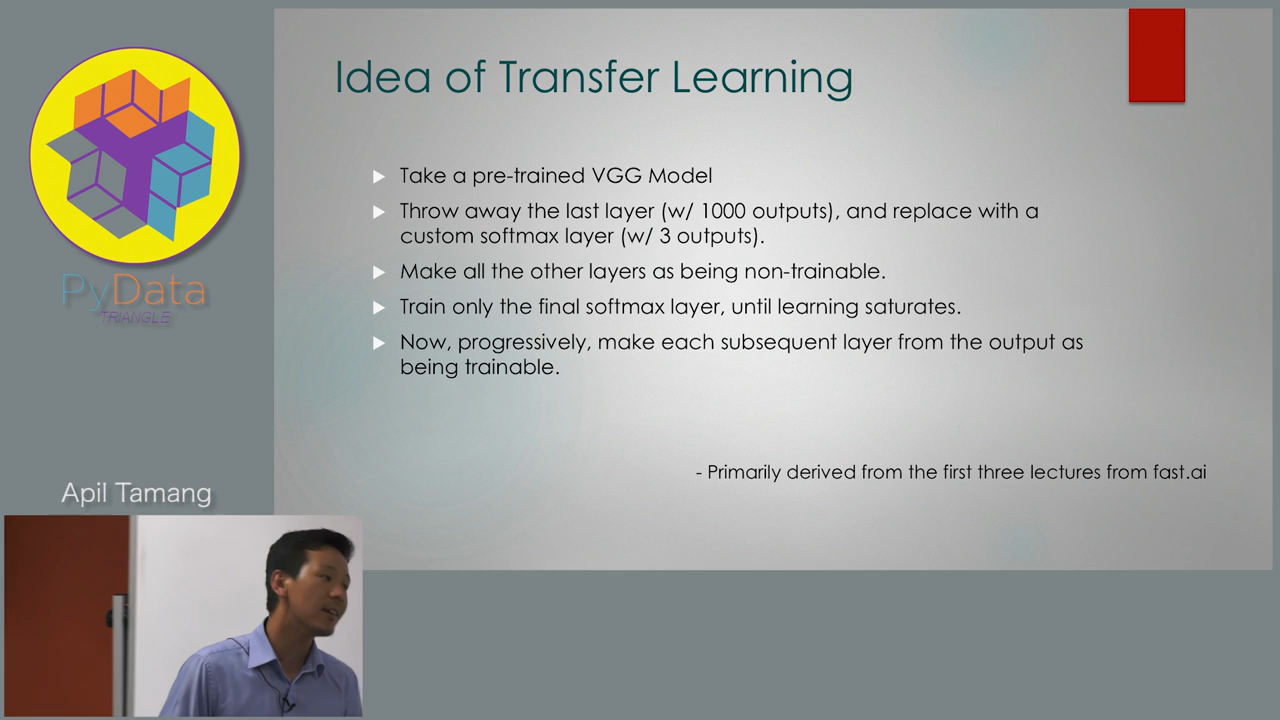 Idea of Transfer Learning
Take a pre-trained VGG Model
Throw away the last layer (w/ 1000 outputs), and replace with a
custom softmax layer (w/ 3 outputs).
Make all the other layers as being non-trainable.
Train only the final softmax layer, until learning saturates.
Now, progressively, make each subsequent layer from the output as
being trainable.
- Primarily derived from the first three lectures from fast.ai
PyData
TRIANGLE
Apil Tamang